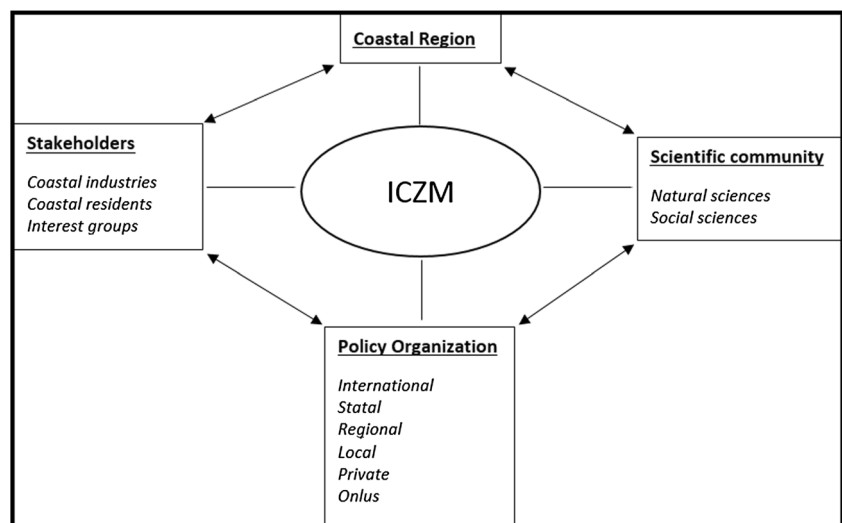 Coastal Region
Stakeholders
Coastal industries
Coastal residents
Interest groups
ICZM
Scientific community
Natural sciences
Social sciences
Policy Organization
International
Statal
Regional
Local
Private
Onlus